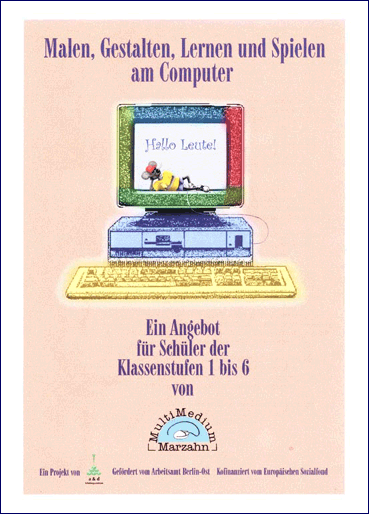 Malen, Gestalten, Lernen und Spielen
am Computer
Hallo Leute!
Ein Angebot
für Schüler der
Klassenstufen 1 bis 6
von
MultiMedium
Marzahn
Ein Projekt von a&d Gefördert vom Arbeitsamt Berlin-Ost Kofinanziert vom Europäischen Sozialfond